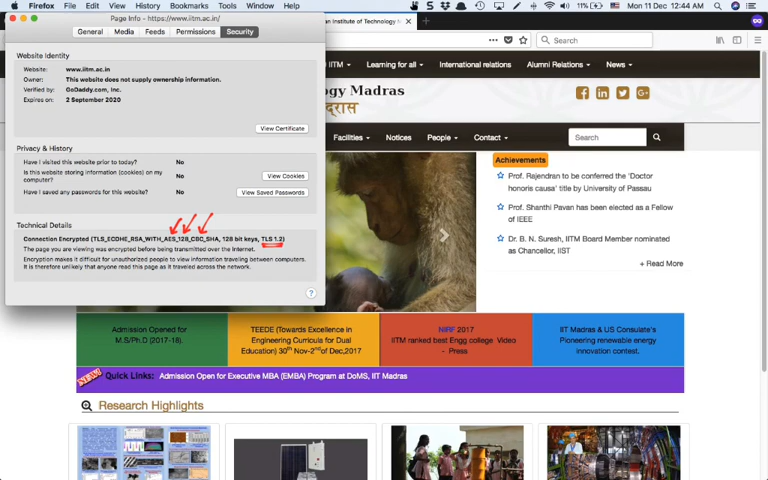 Firefox File Edit View History Bookmarks Tools Window Help
11% Mon 11 Dec 12:44 AM
Page Info - https://www.iitm.ac.in/
General Media Feeds Permissions Security
an Institute of Technology M
Search
Website Identity
Website: www.iitm.ac.in
Owner: This website does not supply ownership information.
Verified by: GoDaddy.com, Inc.
Expires on: 2 September 2020
View Certificate
Privacy & History
Have I visited this website prior to today? No
Is this website storing information (cookies) on my
computer? No
View Cookies
Have I saved any passwords for this website? No
View Saved Passwords
Technical Details
Connection Encrypted (TLS_ECDHE_RSA_WITH_AES_128_CBC_SHA, 128 bit keys, TLS 1.2)
The page you are viewing was encrypted before being transmitted over the Internet.
Encryption makes it difficult for unauthorized people to view information traveling between computers.
It is therefore unlikely that anyone read this page as it traveled across the network.
?
IITM Learning for all International relations Alumni Relations News
ogy Madras
द्रास
Facilities Notices People Contact Search
Achievements
Prof. Rajendran to be conferred the 'Doctor
honoris causa' title by University of Passau
Prof. Shanthi Pavan has been elected as a Fellow
of IEEE
Dr. B. N. Suresh, IITM Board Member nominated
as Chancellor, IIST
+ Read More
Admission Opened for
M.S/Ph.D (2017-18).
TEEDE (Towards Excellence in
Engineering Curricula for Dual
Education) 30th Nov-2nd of Dec,2017
NIRF 2017
IITM ranked best Engg college Video
- Press
IIT Madras & US Consulate's
Pioneering renewable energy
innovation contest.
NEW!
Quick Links: Admission Open for Executive MBA (EMBA) Program at DoMS, IIT Madras
Research Highlights